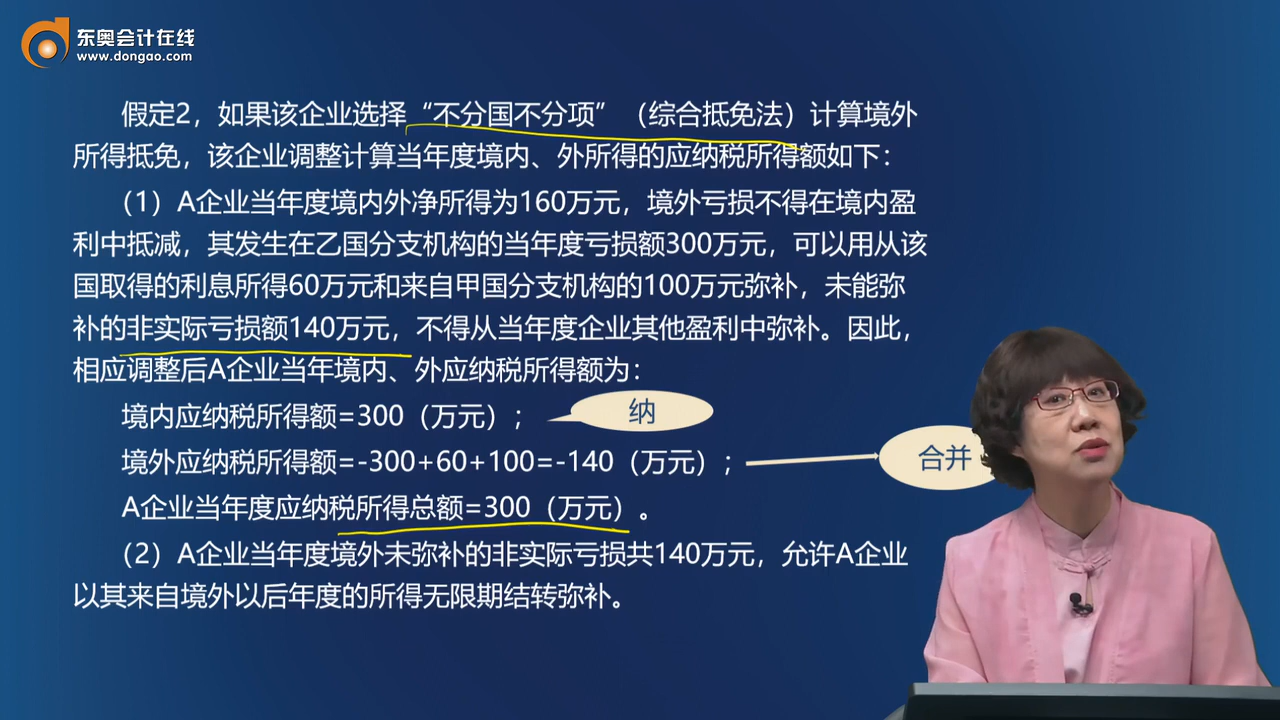 东奥会计在线
www.dongao.com
假定2，如果该企业选择“不分国不分项”（综合抵免法）计算境外
所得抵免，该企业调整计算当年度境内、外所得的应纳税所得额如下：
（1）A企业当年度境内外净所得为160万元，境外亏损不得在境内盈
利中抵减，其发生在乙国分支机构的当年度亏损额300万元，可以用从该
国取得的利息所得60万元和来自甲国分支机构的100万元弥补，未能弥
补的非实际亏损额140万元，不得从当年度企业其他盈利中弥补。因此，
相应调整后A企业当年境内、外应纳税所得额为：
境内应纳税所得额=300（万元）；
纳
境外应纳税所得额=-300+60+100=-140（万元）；
合并
A企业当年度应纳税所得总额=300（万元）。
（2）A企业当年度境外未弥补的非实际亏损共140万元，允许A企业
以其来自境外以后年度的所得无限期结转弥补。